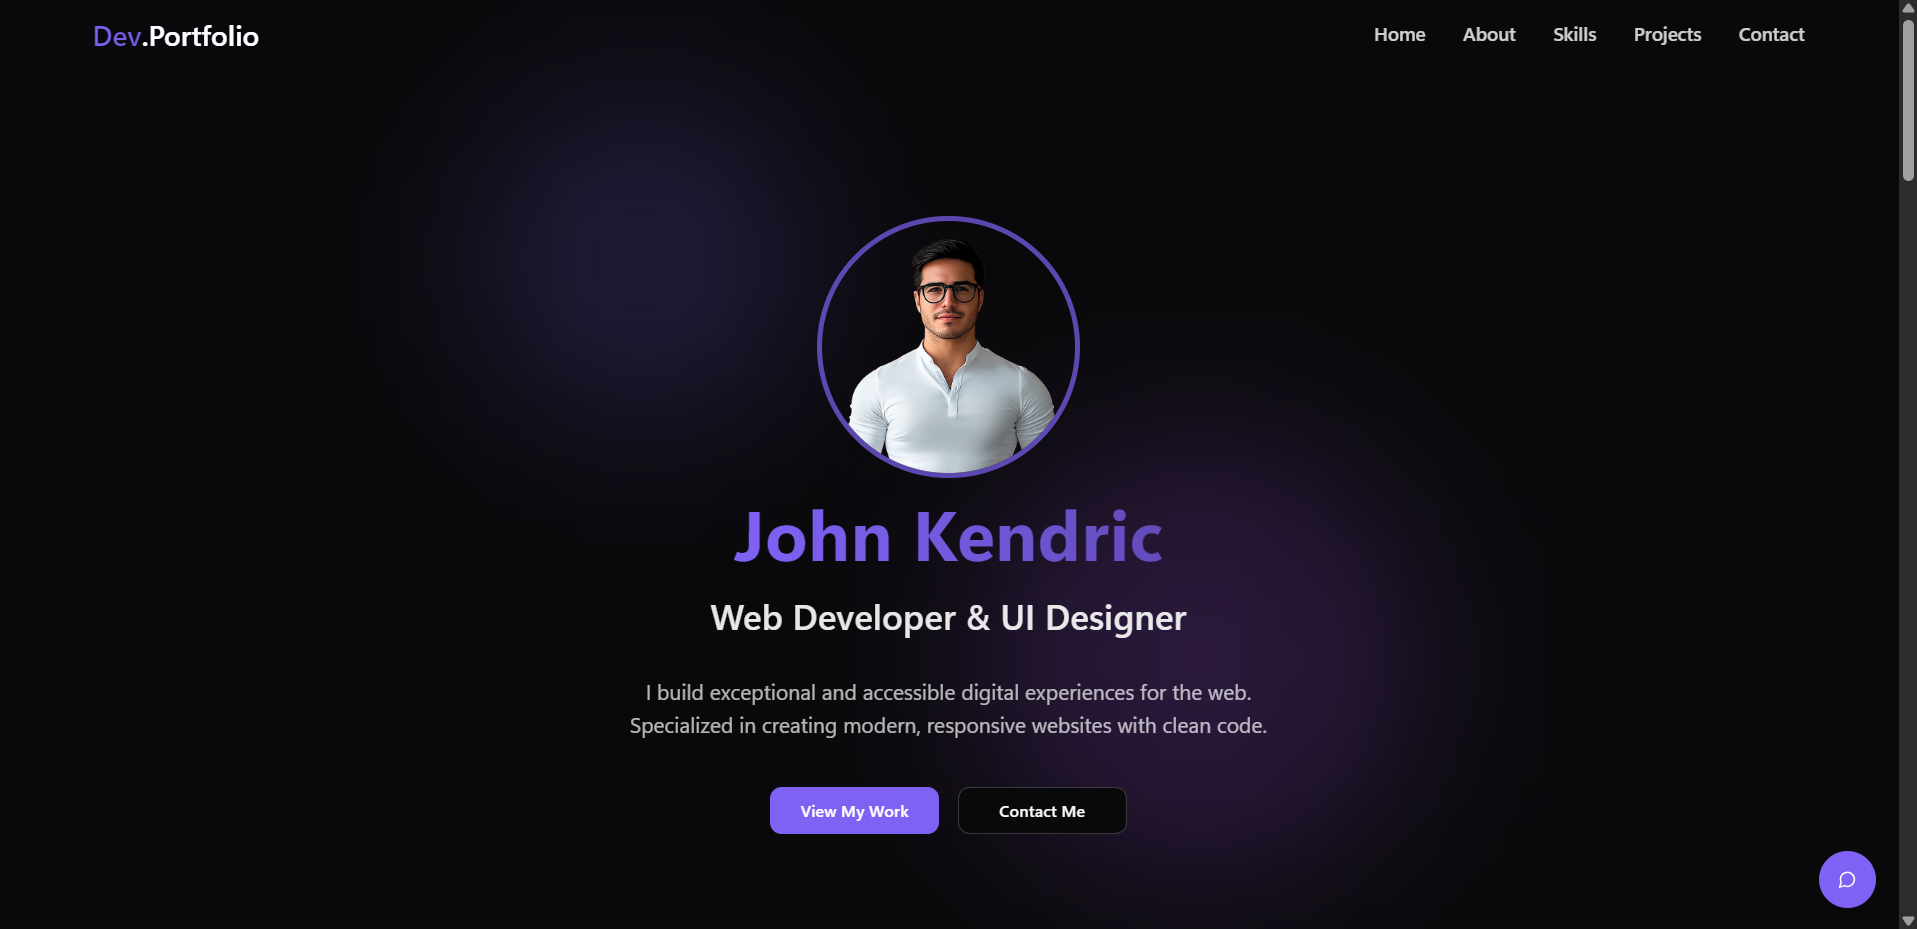 Dev.Portfolio
Home About Skills Projects Contact
John Kendric
Web Developer & UI Designer
I build exceptional and accessible digital experiences for the web.
Specialized in creating modern, responsive websites with clean code.
View My Work
Contact Me